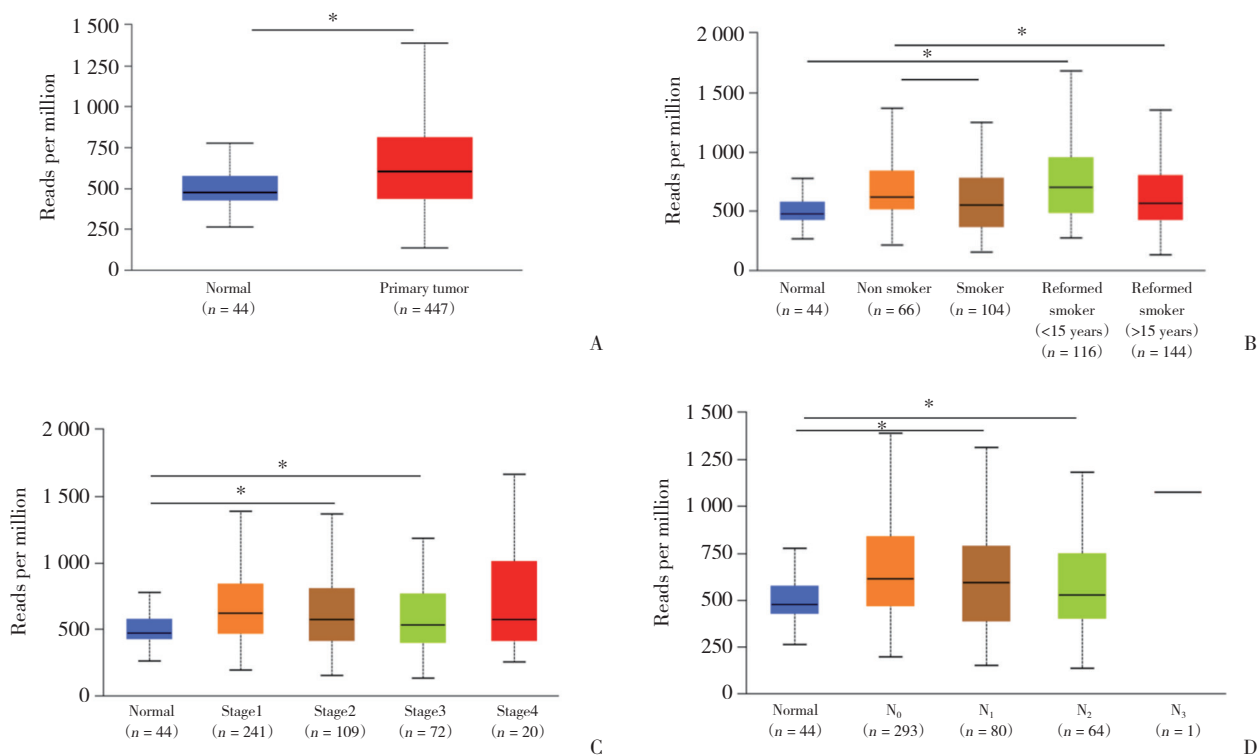 Reads per million
1 500
1 250
1 000
750
500
250
0
*
Normal
(n = 44)
Primary tumor
(n = 447)
A
Reads per million
2 000
1 500
1 000
500
0
*
*
Normal
(n = 44)
Non smoker
(n = 66)
Smoker
(n = 104)
Reformed
smoker
(<15 years)
(n = 116)
Reformed
smoker
(>15 years)
(n = 144)
B
Reads per million
2 000
1 500
1 000
500
0
*
*
Normal
(n = 44)
Stage1
(n = 241)
Stage2
(n = 109)
Stage3
(n = 72)
Stage4
(n = 20)
C
Reads per million
1 500
1 250
1 000
750
500
250
0
*
*
Normal
(n = 44)
N₀
(n = 293)
N₁
(n = 80)
N₂
(n = 64)
N₃
(n = 1)
D